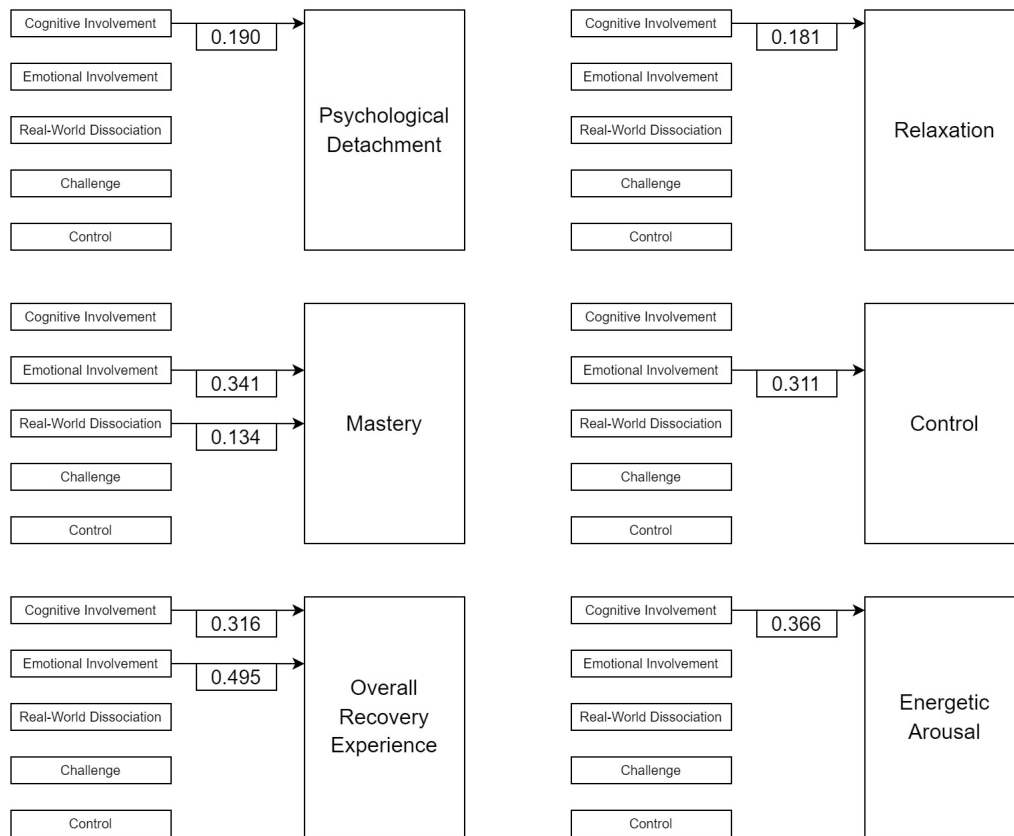 Cognitive Involvement
0.190
Emotional Involvement
Real-World Dissociation
Challenge
Control
Psychological
Detachment
Cognitive Involvement
0.181
Emotional Involvement
Real-World Dissociation
Challenge
Control
Relaxation
Cognitive Involvement
Emotional Involvement
0.341
Real-World Dissociation
0.134
Challenge
Control
Mastery
Cognitive Involvement
Emotional Involvement
0.311
Real-World Dissociation
Challenge
Control
Control
Cognitive Involvement
0.316
Emotional Involvement
0.495
Real-World Dissociation
Challenge
Control
Overall
Recovery
Experience
Cognitive Involvement
0.366
Emotional Involvement
Real-World Dissociation
Challenge
Control
Energetic
Arousal